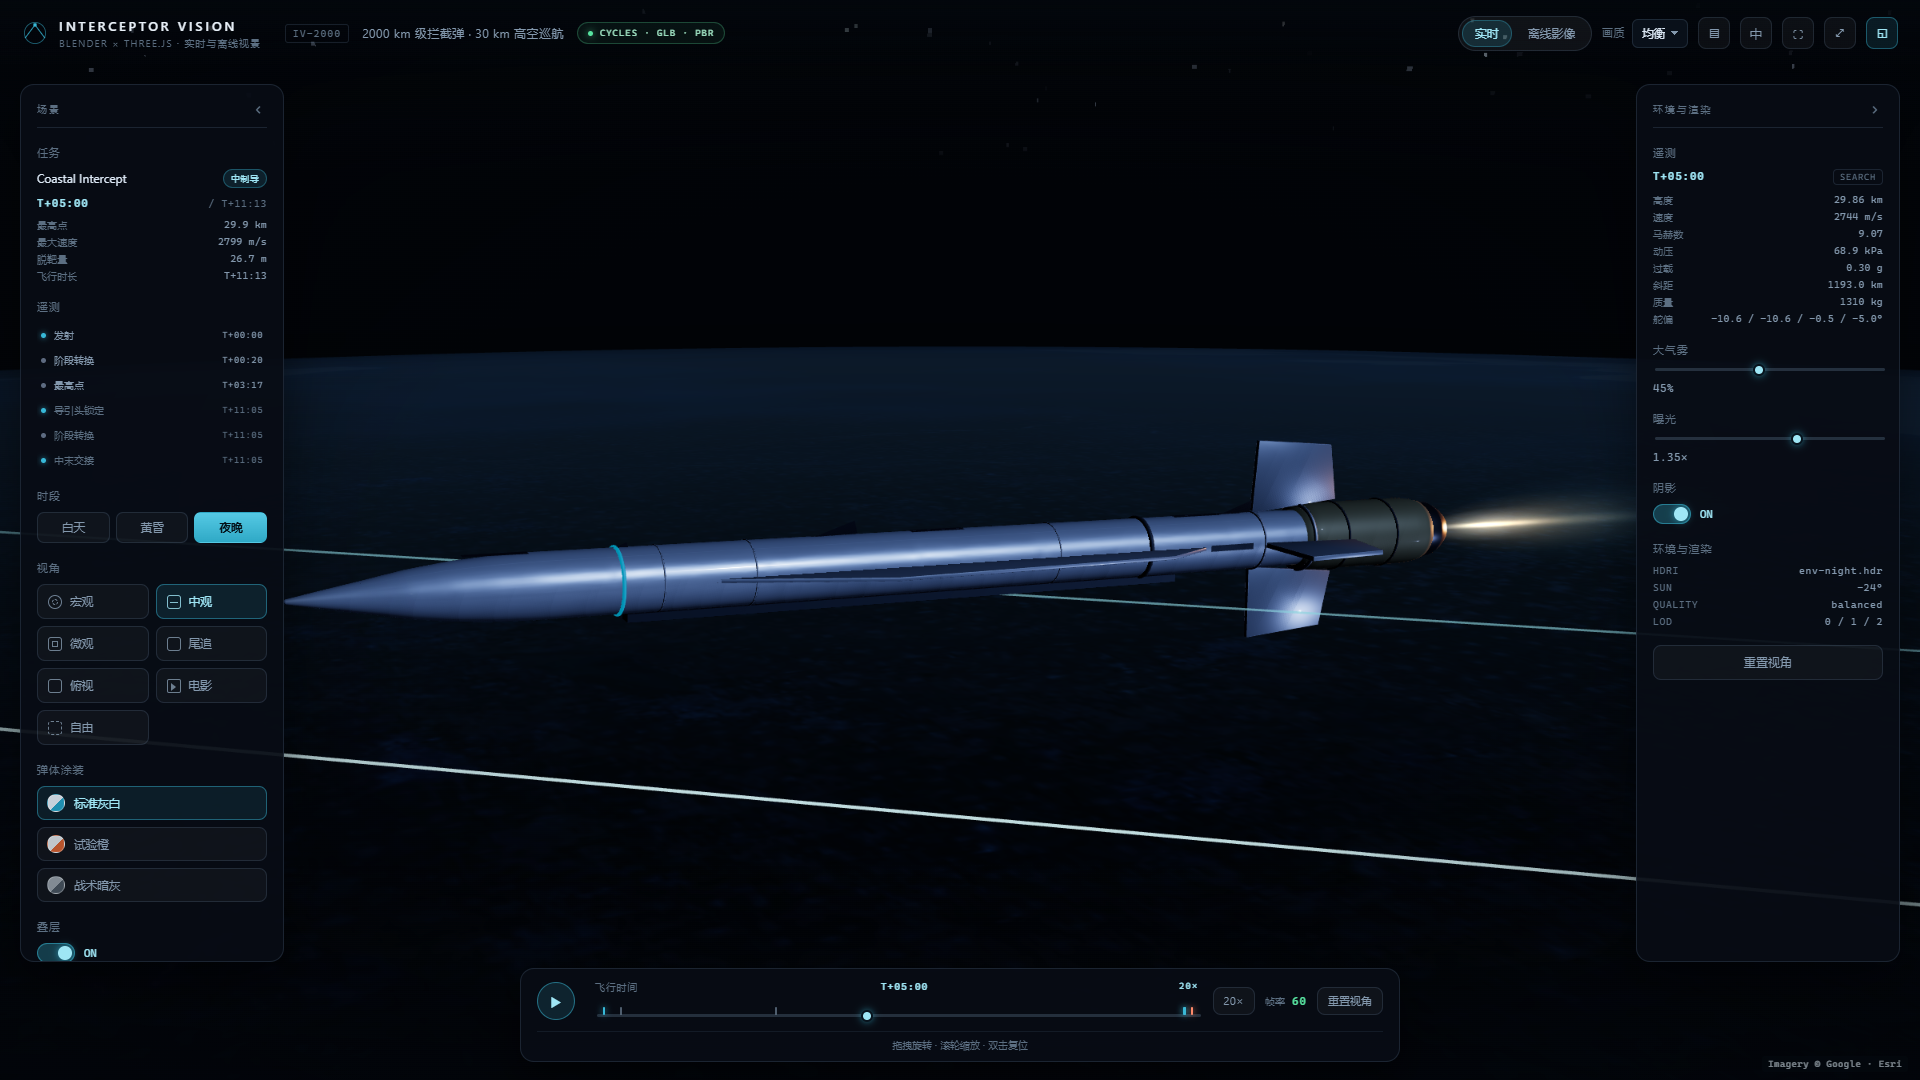 INTERCEPTOR VISION
BLENDER × THREE.JS · 实时与离线视景
IV-2000
2000 km 级拦截弹 · 30 km 高空巡航
CYCLES · GLB · PBR
实时
离线影像
画质
均衡
中
场景
任务
Coastal Intercept
中制导
T+05:00
/ T+11:13
最高点
29.9 km
最大速度
2799 m/s
脱靶量
26.7 m
飞行时长
T+11:13
遥测
发射
T+00:00
阶段转换
T+00:20
最高点
T+03:17
导引头锁定
T+11:05
阶段转换
T+11:05
中末交接
T+11:05
时段
白天
黄昏
夜晚
视角
宏观
中观
微观
尾追
俯视
电影
自由
弹体涂装
标准灰白
试验橙
战术暗灰
叠层
ON
环境与渲染
遥测
T+05:00
SEARCH
高度
29.86 km
速度
2744 m/s
马赫数
9.07
动压
68.9 kPa
过载
0.30 g
斜距
1193.0 km
质量
1310 kg
舵偏
-10.6 / -10.6 / -0.5 / -5.0°
大气雾
45%
曝光
1.35×
阴影
ON
环境与渲染
HDRI
env-night.hdr
SUN
-24°
QUALITY
balanced
LOD
0 / 1 / 2
重置视角
飞行时间
T+05:00
20×
20×
帧率 60
重置视角
拖拽旋转 · 滚轮缩放 · 双击复位
Imagery © Google · Esri